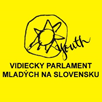 youth
VIDIECKY PARLAMENT
MLADÝCH NA SLOVENSKU